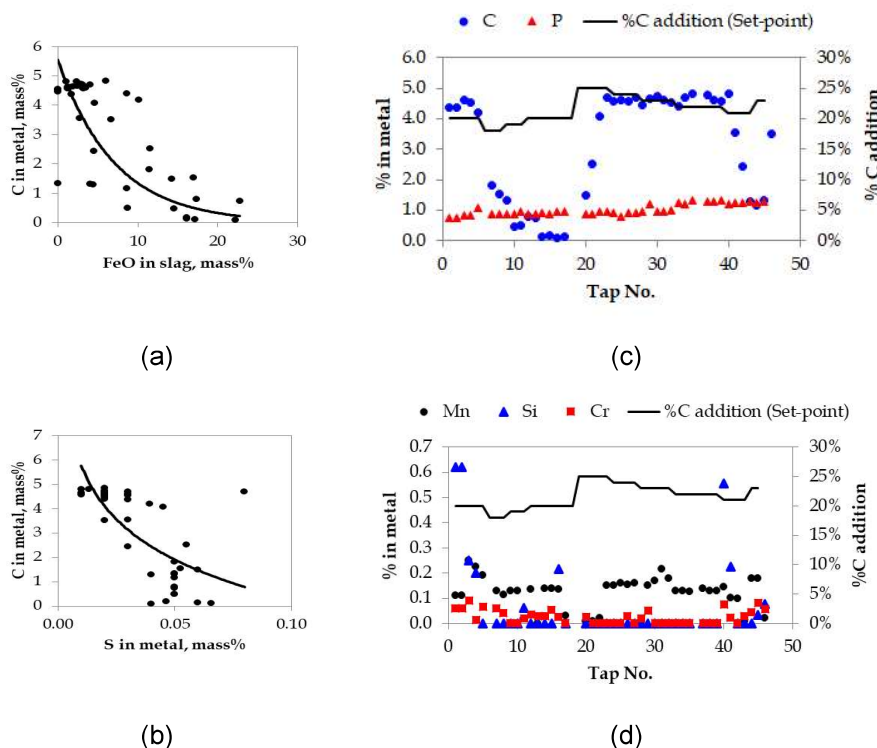 6
5
4
3
2
1
0
0
10
20
30
C in metal, mass%
FeO in slag, mass%
(a)
C P %C addition (Set-point)
6.0 30%
5.0 25%
4.0 20%
3.0 15%
2.0 10%
1.0 5%
0.0 0%
0 10 20 30 40 50
% in metal
% C addition
Tap No.
(c)
7
6
5
4
3
2
1
0
0.00 0.05 0.10
C in metal, mass%
S in metal, mass%
(b)
Mn Si Cr %C addition (Set-point)
0.7 30%
0.6 25%
0.5 20%
0.4 15%
0.3 10%
0.2 5%
0.1 0%
0.0
0 10 20 30 40 50
% in metal
%C addition
Tap No.
(d)